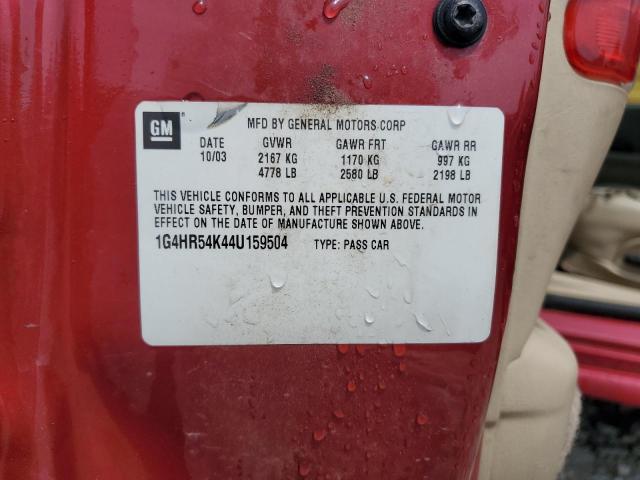 GM
MFD BY GENERAL MOTORS CORP
DATE GVWR GAWR FRT GAWR RR
10/03 2167 KG 1170 KG 997 KG
4778 LB 2580 LB 2198 LB
THIS VEHICLE CONFORMS TO ALL APPLICABLE U.S. FEDERAL MOTOR
VEHICLE SAFETY, BUMPER, AND THEFT PREVENTION STANDARDS IN
EFFECT ON THE DATE OF MANUFACTURE SHOWN ABOVE.
1G4HR54K44U159504 TYPE: PASS CAR